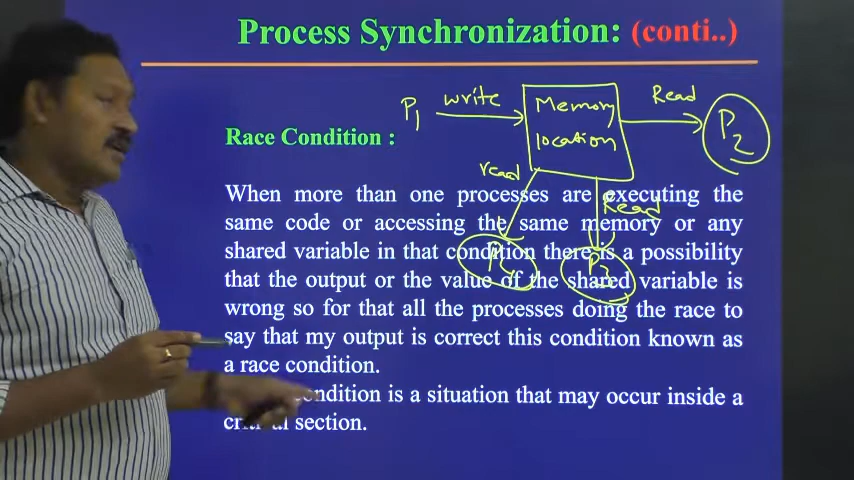 Process Synchronization: (conti..)
P1 write Memory location Read P2
Race Condition :
read
Read
P4
P3
When more than one processes are executing the
same code or accessing the same memory or any
shared variable in that condition there is a possibility
that the output or the value of the shared variable is
wrong so for that all the processes doing the race to
say that my output is correct this condition known as
a race condition.
condition is a situation that may occur inside a
section.